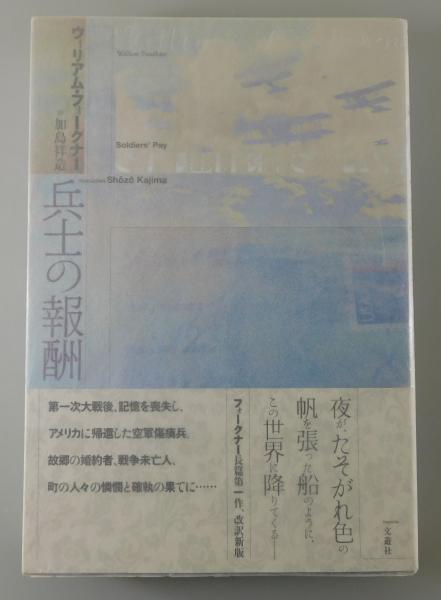 ウィリアム・フォークナー
加島祥造
兵士の報酬
William Faulkner
Soldiers' Pay
Shōzō Kajima
夜が、たそがれ色の
帆を張った船のように、
この世界に降りてくる——
フォークナー長篇第一作、改訳新版
第一次大戦後、記憶を喪失し、
アメリカに帰還した空軍傷痍兵。
故郷の婚約者、戦争未亡人、
町の人々の憐憫と確執の果てに……
文遊社